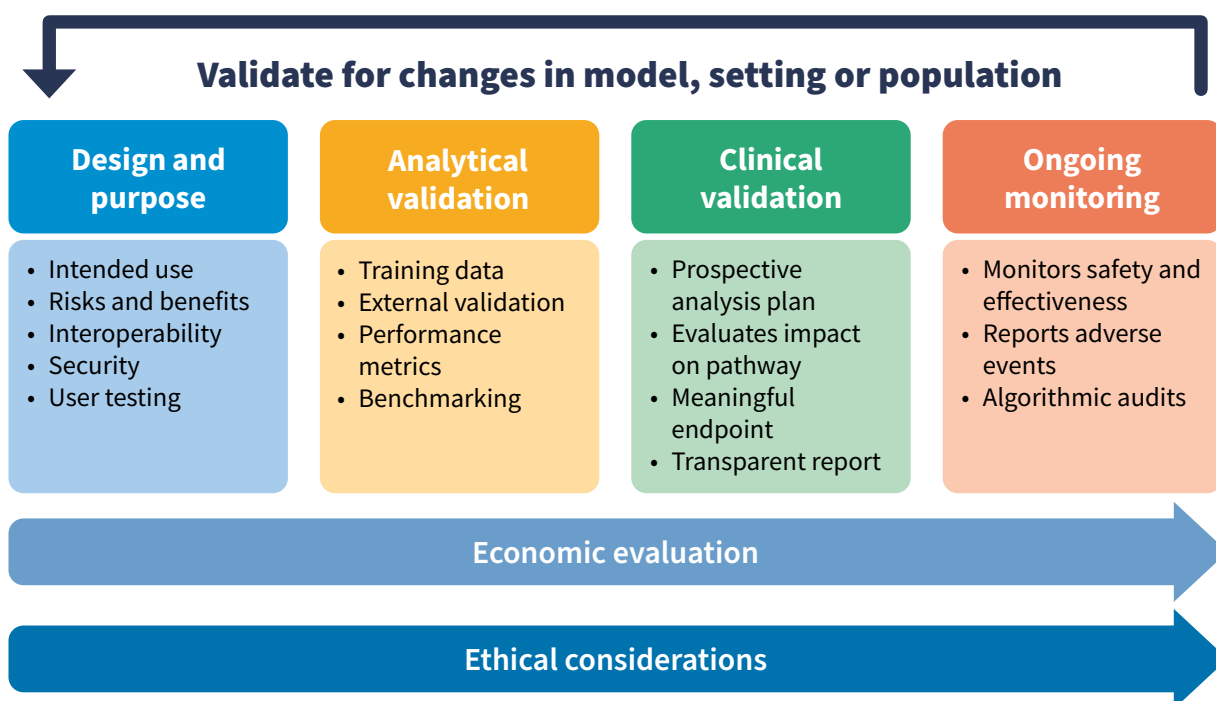 Validate for changes in model, setting or population
Design and
purpose
• Intended use
• Risks and benefits
• Interoperability
• Security
• User testing
Analytical
validation
• Training data
• External validation
• Performance
metrics
• Benchmarking
Clinical
validation
• Prospective
analysis plan
• Evaluates impact
on pathway
• Meaningful
endpoint
• Transparent report
Ongoing
monitoring
• Monitors safety and
effectiveness
• Reports adverse
events
• Algorithmic audits
Economic evaluation
Ethical considerations